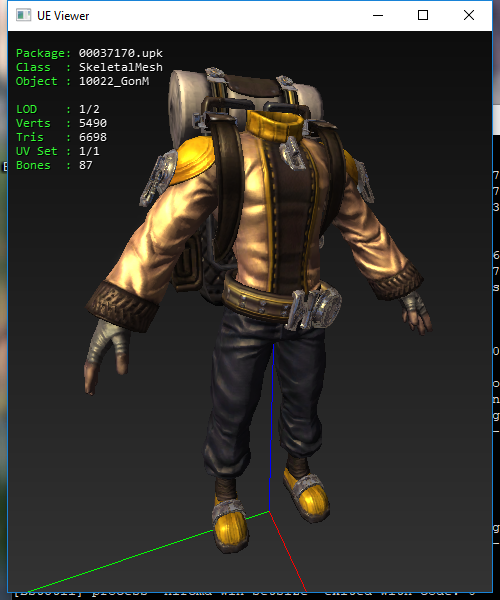 UE Viewer
Package: 00037170.upk
Class : SkeletalMesh
Object : 10022_GonM
LOD : 1/2
Verts : 5490
Tris : 6698
UV Set : 1/1
Bones : 87